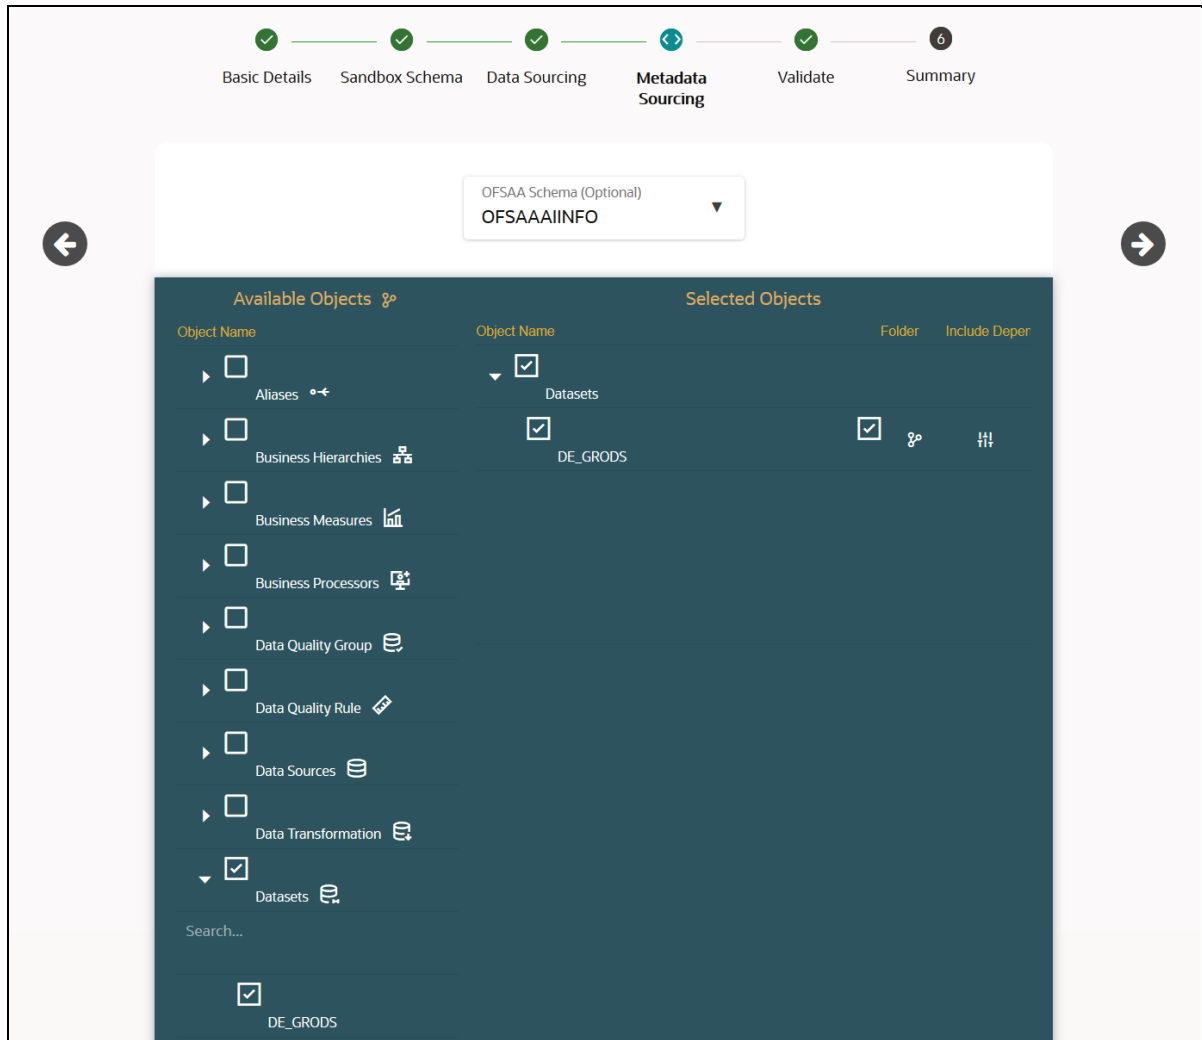 6
Basic Details Sandbox Schema Data Sourcing Metadata Sourcing Validate Summary
OFSAA Schema (Optional)
OFSAAAIINFO
Available Objects Selected Objects
Object Name Object Name Folder Include Deper
Aliases Datasets
Business Hierarchies DE_GRODS
Business Measures
Business Processors
Data Quality Group
Data Quality Rule
Data Sources
Data Transformation
Datasets
Search...
DE_GRODS